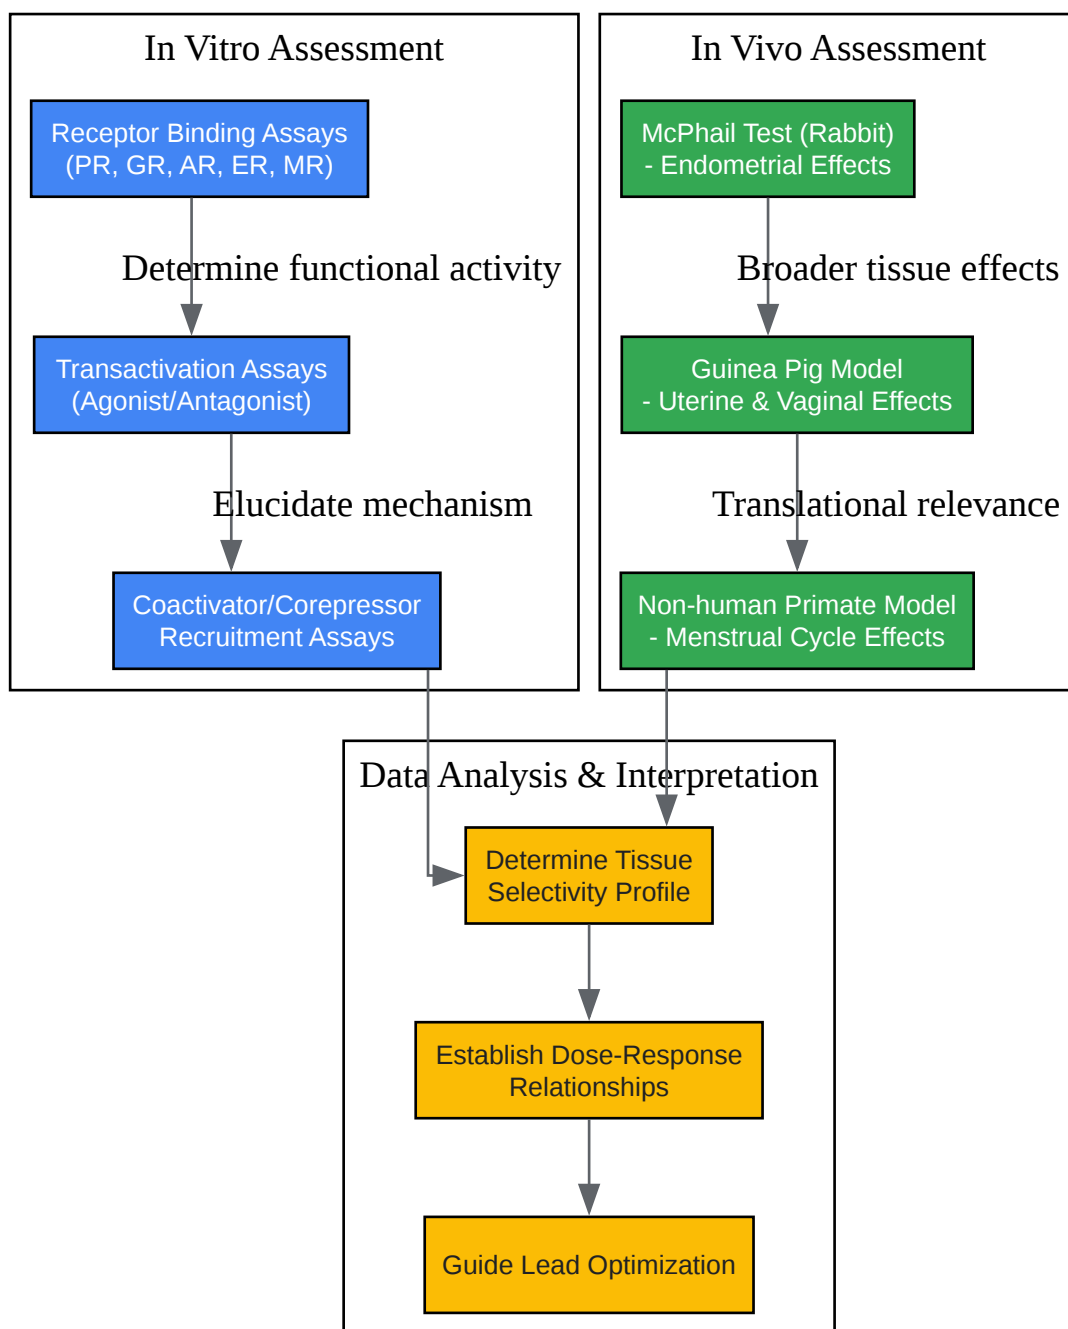 In Vitro Assessment
Receptor Binding Assays
(PR, GR, AR, ER, MR)
Determine functional activity
Transactivation Assays
(Agonist/Antagonist)
Elucidate mechanism
Coactivator/Corepressor
Recruitment Assays
In Vivo Assessment
McPhail Test (Rabbit)
- Endometrial Effects
Broader tissue effects
Guinea Pig Model
- Uterine & Vaginal Effects
Translational relevance
Non-human Primate Model
- Menstrual Cycle Effects
Data Analysis & Interpretation
Determine Tissue
Selectivity Profile
Establish Dose-Response
Relationships
Guide Lead Optimization